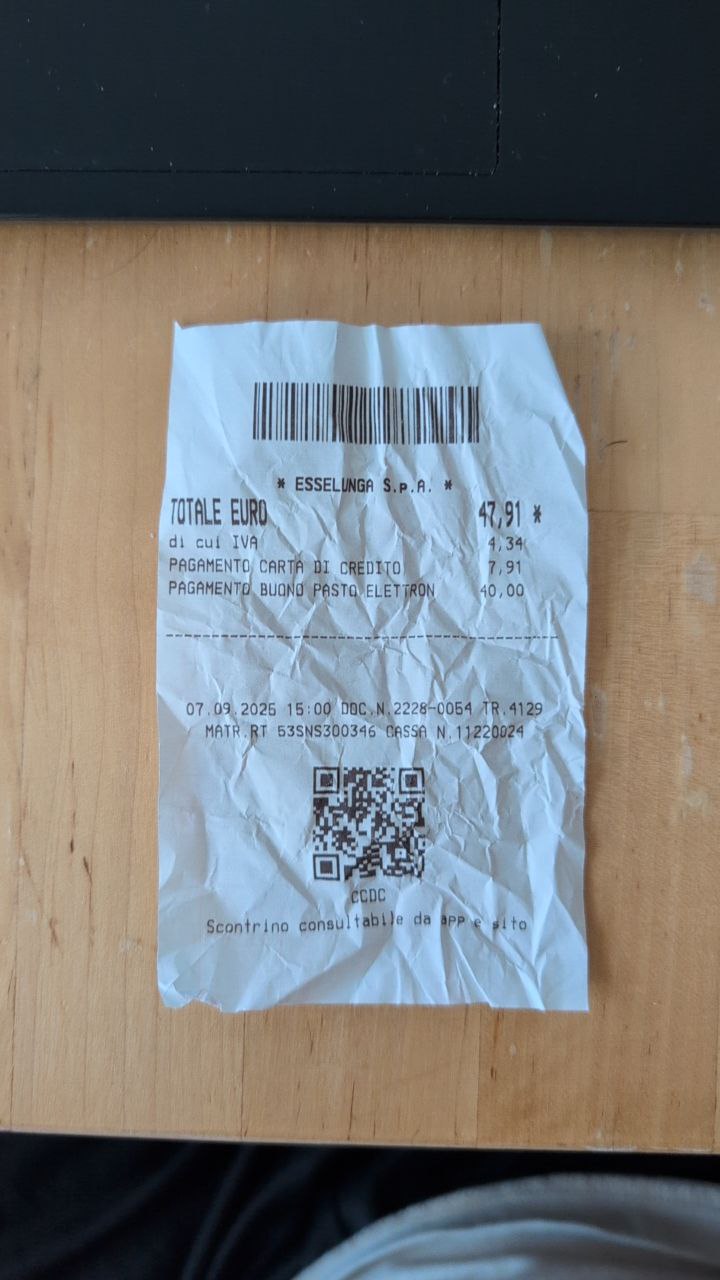 * ESSELUNGA S.p.A. *
TOTALE EURO 47,91 *
di cui IVA 4,34
PAGAMENTO CARTA DI CREDITO 7,91
PAGAMENTO BUONO PASTO ELETTRON 40,00
07.09.2025 15:00 DOC.N.2228-0054 TR.4129
MATR.RT 53SNS300346 CASSA N.11220024
CCDC
Scontrino consultabile da app e sito